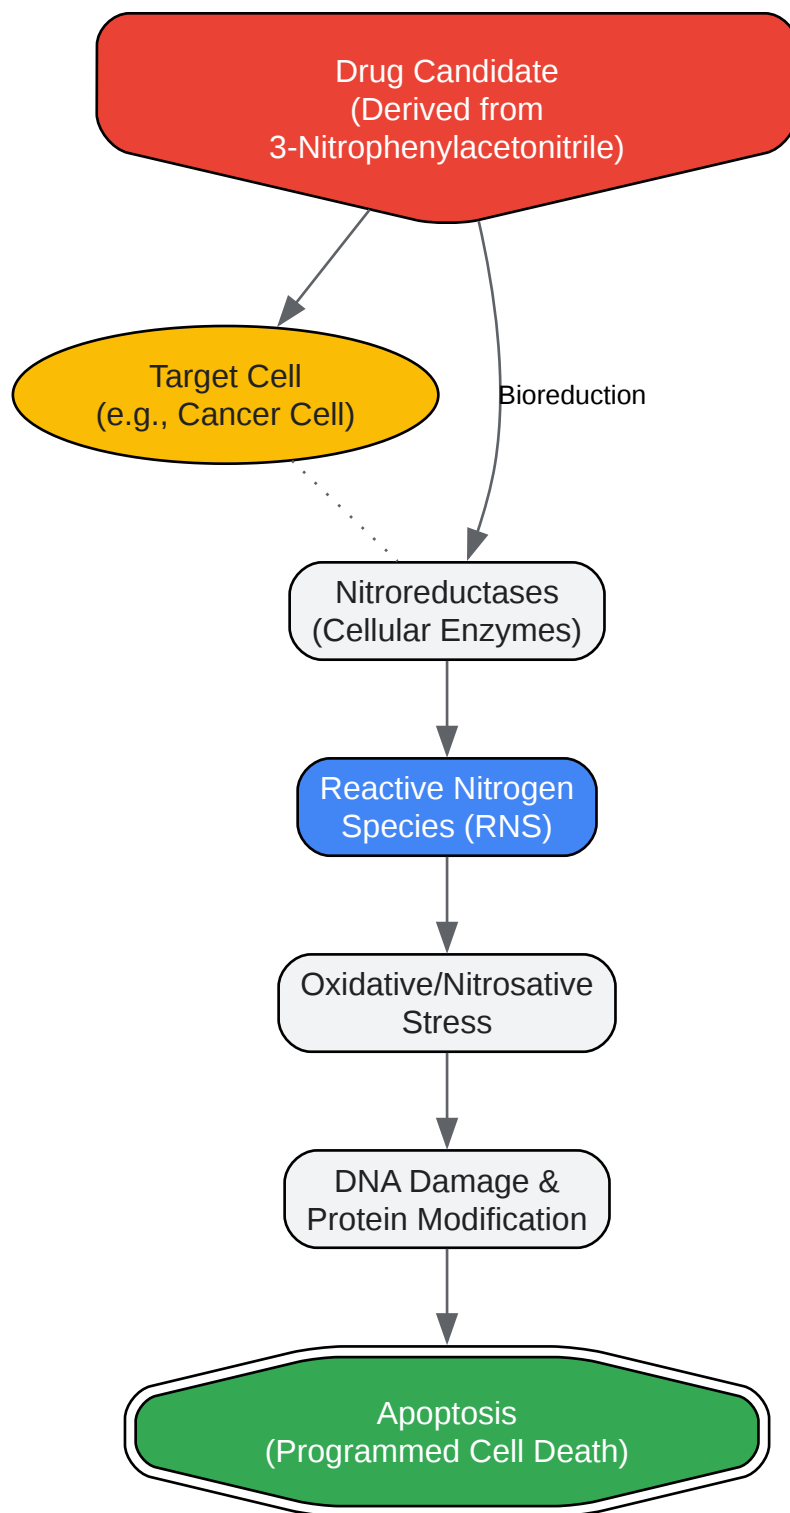 Drug Candidate
(Derived from
3-Nitrophenylacetonitrile)
Target Cell
(e.g., Cancer Cell)
Bioreduction
Nitroreductases
(Cellular Enzymes)
Reactive Nitrogen
Species (RNS)
Oxidative/Nitrosative
Stress
DNA Damage &
Protein Modification
Apoptosis
(Programmed Cell Death)